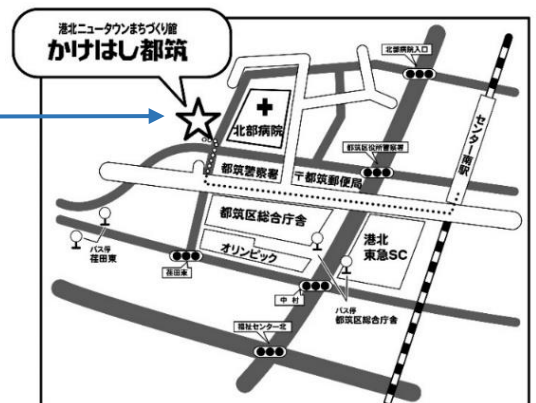 港北ニュータウンまちづくり館
かけはし都筑
北部病院入口
北部病院
センター南駅
都筑区役所警察署
都筑警察署
〒都筑郵便局
都筑区総合庁舎
港北
東急SC
オリンピック
バス停
荏田東
荏田東
中村
バス停
都筑区総合庁舎
福祉センター北